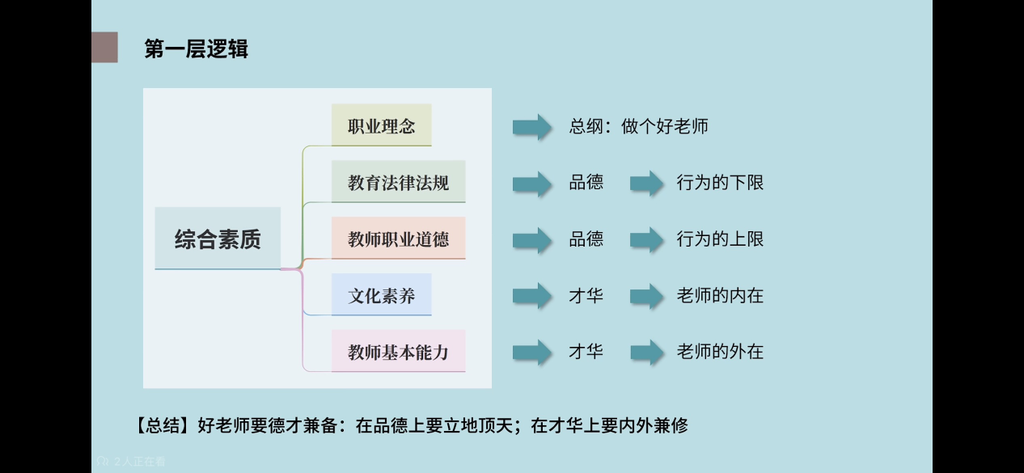 第一层逻辑
综合素质
职业理念
总纲：做个好老师
教育法律法规
品德
行为的下限
教师职业道德
品德
行为的上限
文化素养
才华
老师的内在
教师基本能力
才华
老师的外在
【总结】好老师要德才兼备：在品德上要立地顶天；在才华上要内外兼修
2人正在看